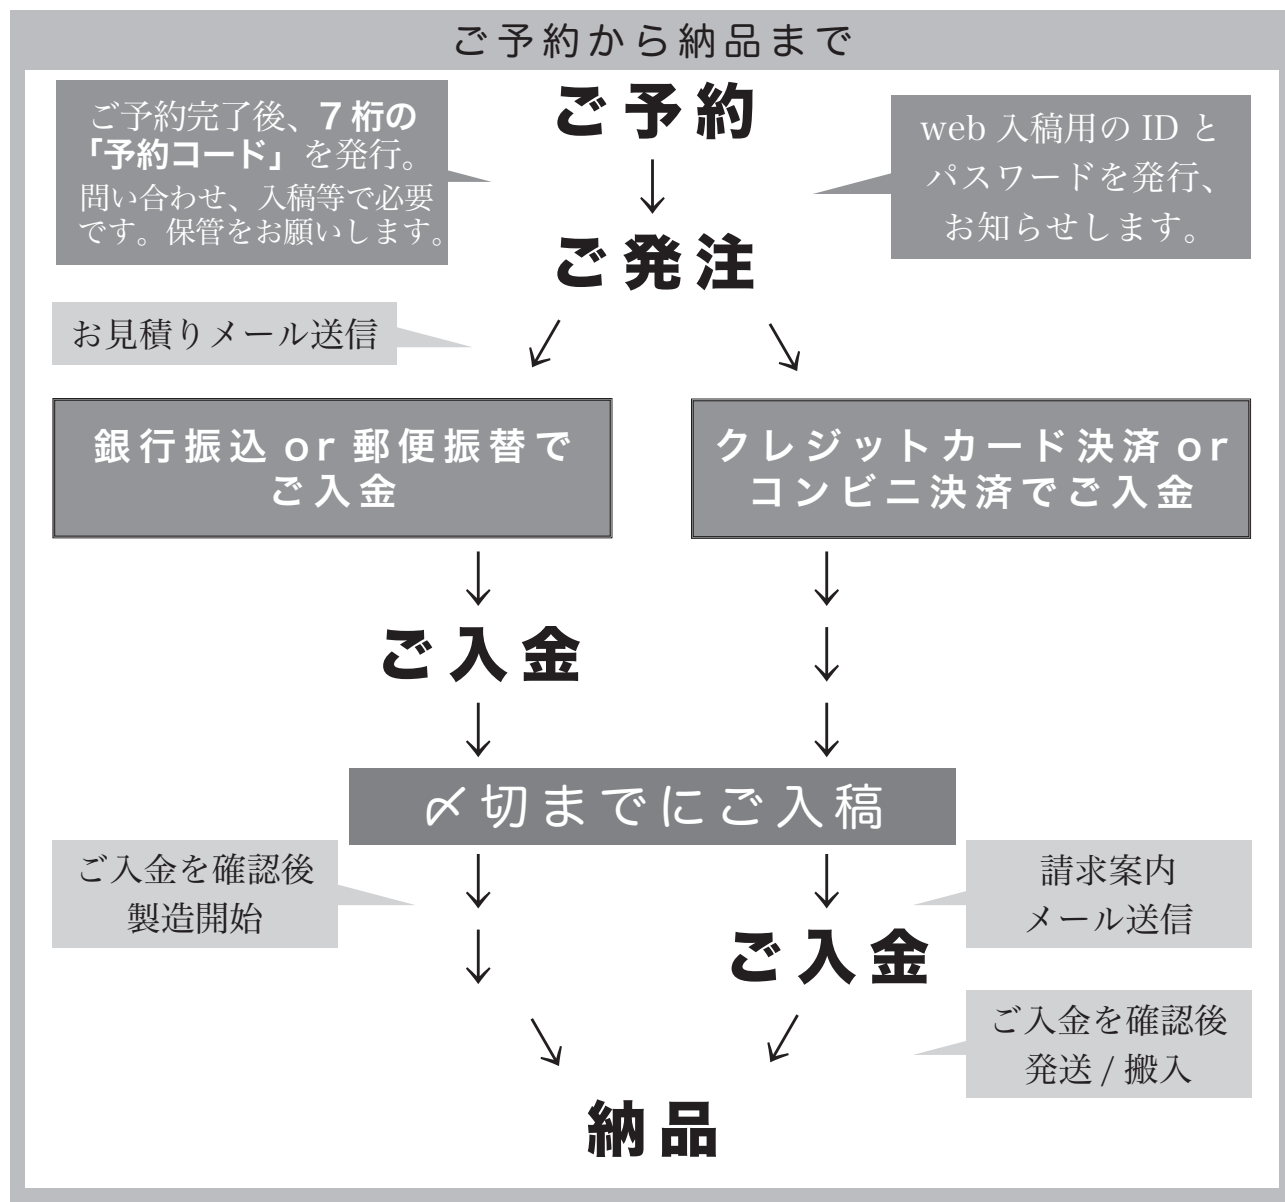 ご予約から納品まで
ご予約
ご予約完了後、7 桁の
「予約コード」を発行。
問い合わせ、入稿等で必要
です。保管をお願いします。
web 入稿用の ID と
パスワードを発行、
お知らせします。
↓
ご発注
お見積りメール送信
↓
↓
銀行振込 or 郵便振替で
ご入金
クレジットカード決済 or
コンビニ決済でご入金
↓
↓
ご入金
↓
↓
↓
〆切までにご入稿
ご入金を確認後
製造開始
↓
↓
請求案内
メール送信
↓
ご入金
ご入金を確認後
発送 / 搬入
↓
↓
納品